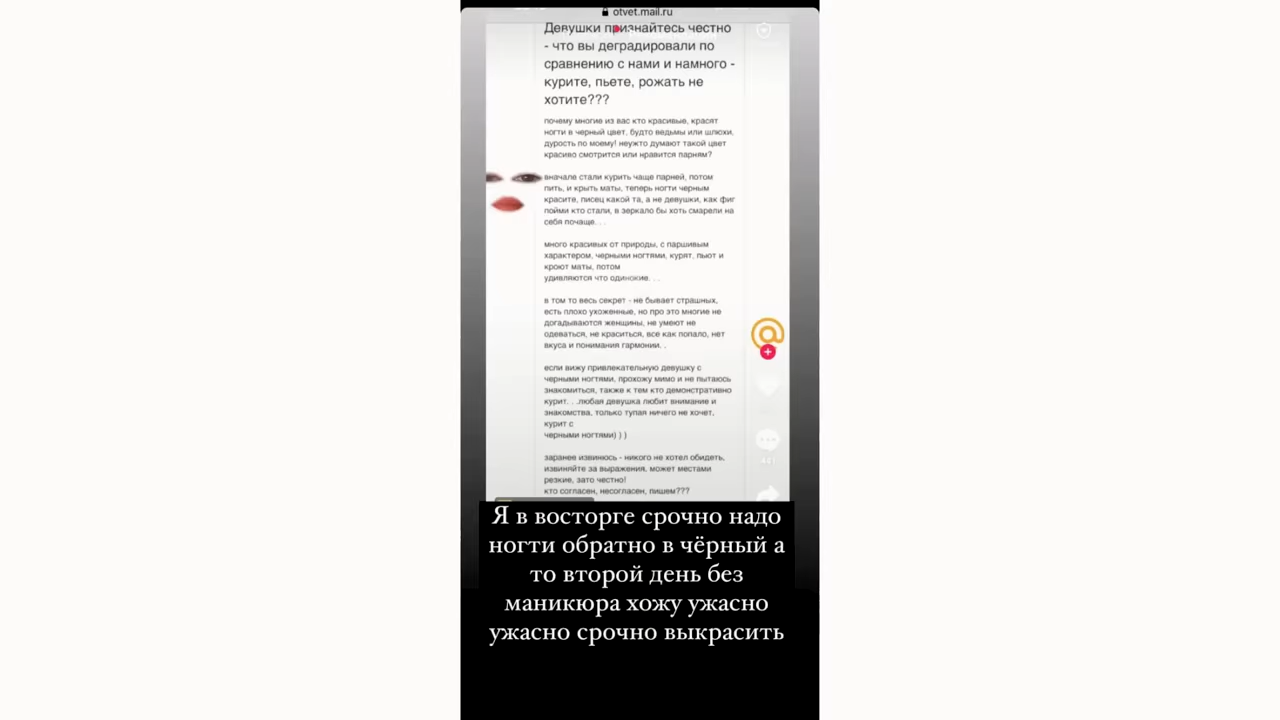 otvet.mail.ru
Девушки признайтесь честно
- что вы деградировали по
сравнению с нами и намного -
курите, пьете, рожать не
хотите???
почему многие из вас кто красивые, красят
ногти в черный цвет, будто ведьмы или шлюхи,
дурость по моему! неужто думают такой цвет
красиво смотрится или нравится парням?
вначале стали курить чаще парней, потом
пить, и крыть маты, теперь ногти черным
красите, писец какой та, а не девушки, как фиг
пойми кто стали, в зеркало бы хоть смарели на
себя почаще. . .
много красивых от природы, с паршивым
характером, черными ногтями, курят, пьют и
кроют маты, потом
удивляются что одинокие. . .
в том то весь секрет - не бывает страшных,
есть плохо ухоженные, но про это многие не
догадываются женщины, не умеют не
одеваться, не краситься, все как попало, нет
вкуса и понимания гармонии. .
если вижу привлекательную девушку с
черными ногтями, прохожу мимо и не пытаюсь
знакомиться, также к тем кто демонстративно
курит. . .любая девушка любит внимание и
знакомства, только тупая ничего не хочет,
курит с
черными ногтями) ) )
заранее извинюсь - никого не хотел обидеть,
извиняйте за выражения, может местами
резкие, зато честно!
кто согласен, несогласен, пишем???
Я в восторге срочно надо
ногти обратно в чёрный а
то второй день без
маникюра хожу ужасно
ужасно срочно выкрасить